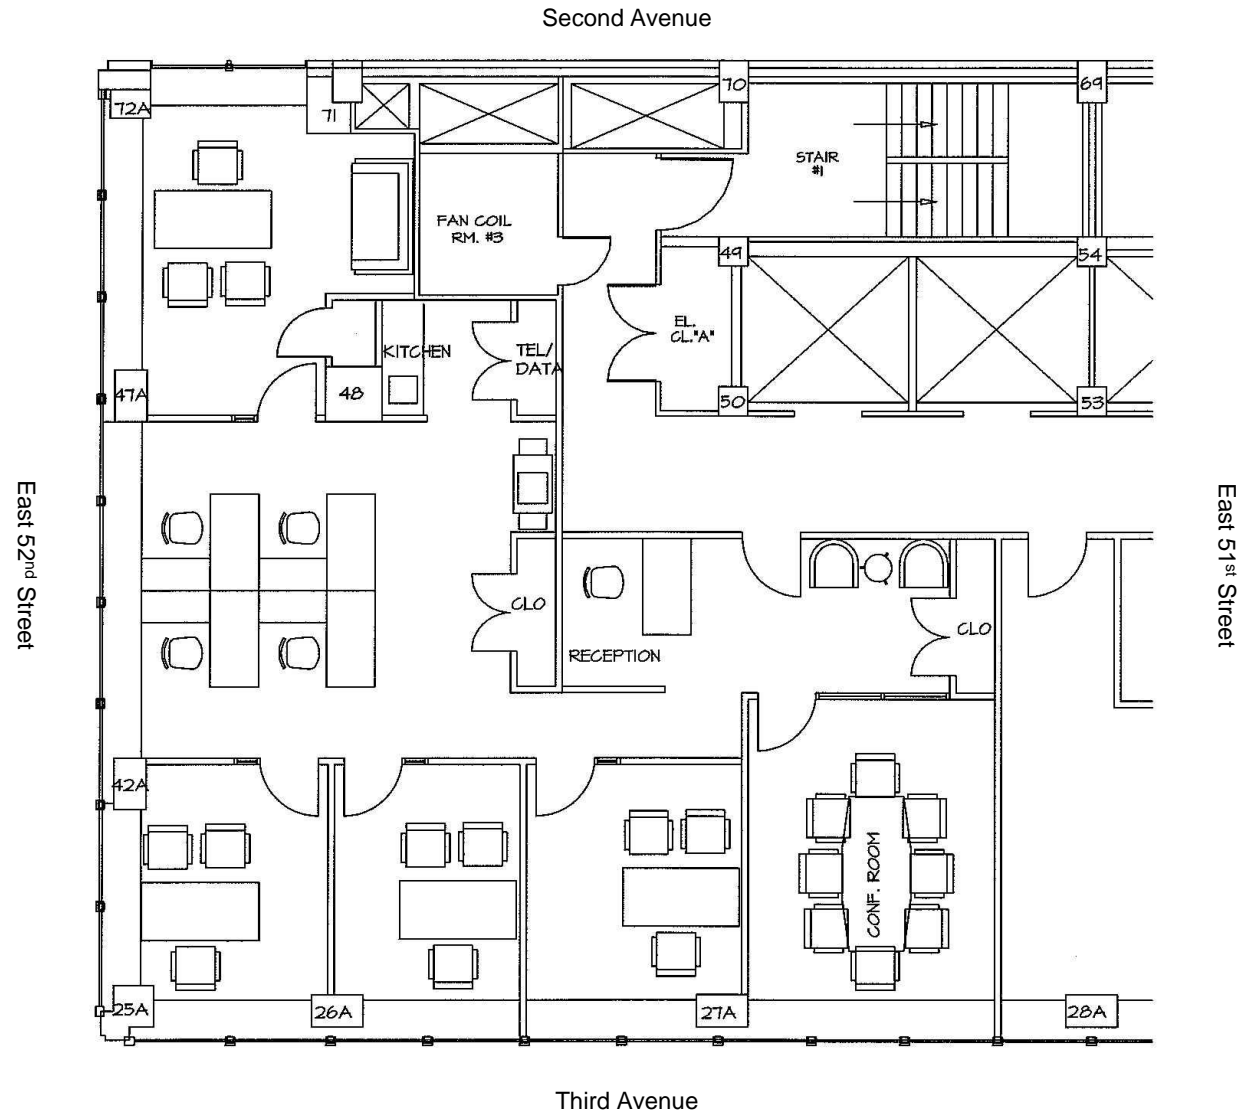 Second Avenue
72A
71
70
69
STAIR
#1
FAN COIL
RM. #3
49
54
EL.
CL."A"
KITCHEN
TEL/
DATA
47A
48
50
53
East 52nd Street
East 51st Street
CLO
CLO
RECEPTION
42A
CONF. ROOM
25A
26A
27A
28A
Third Avenue